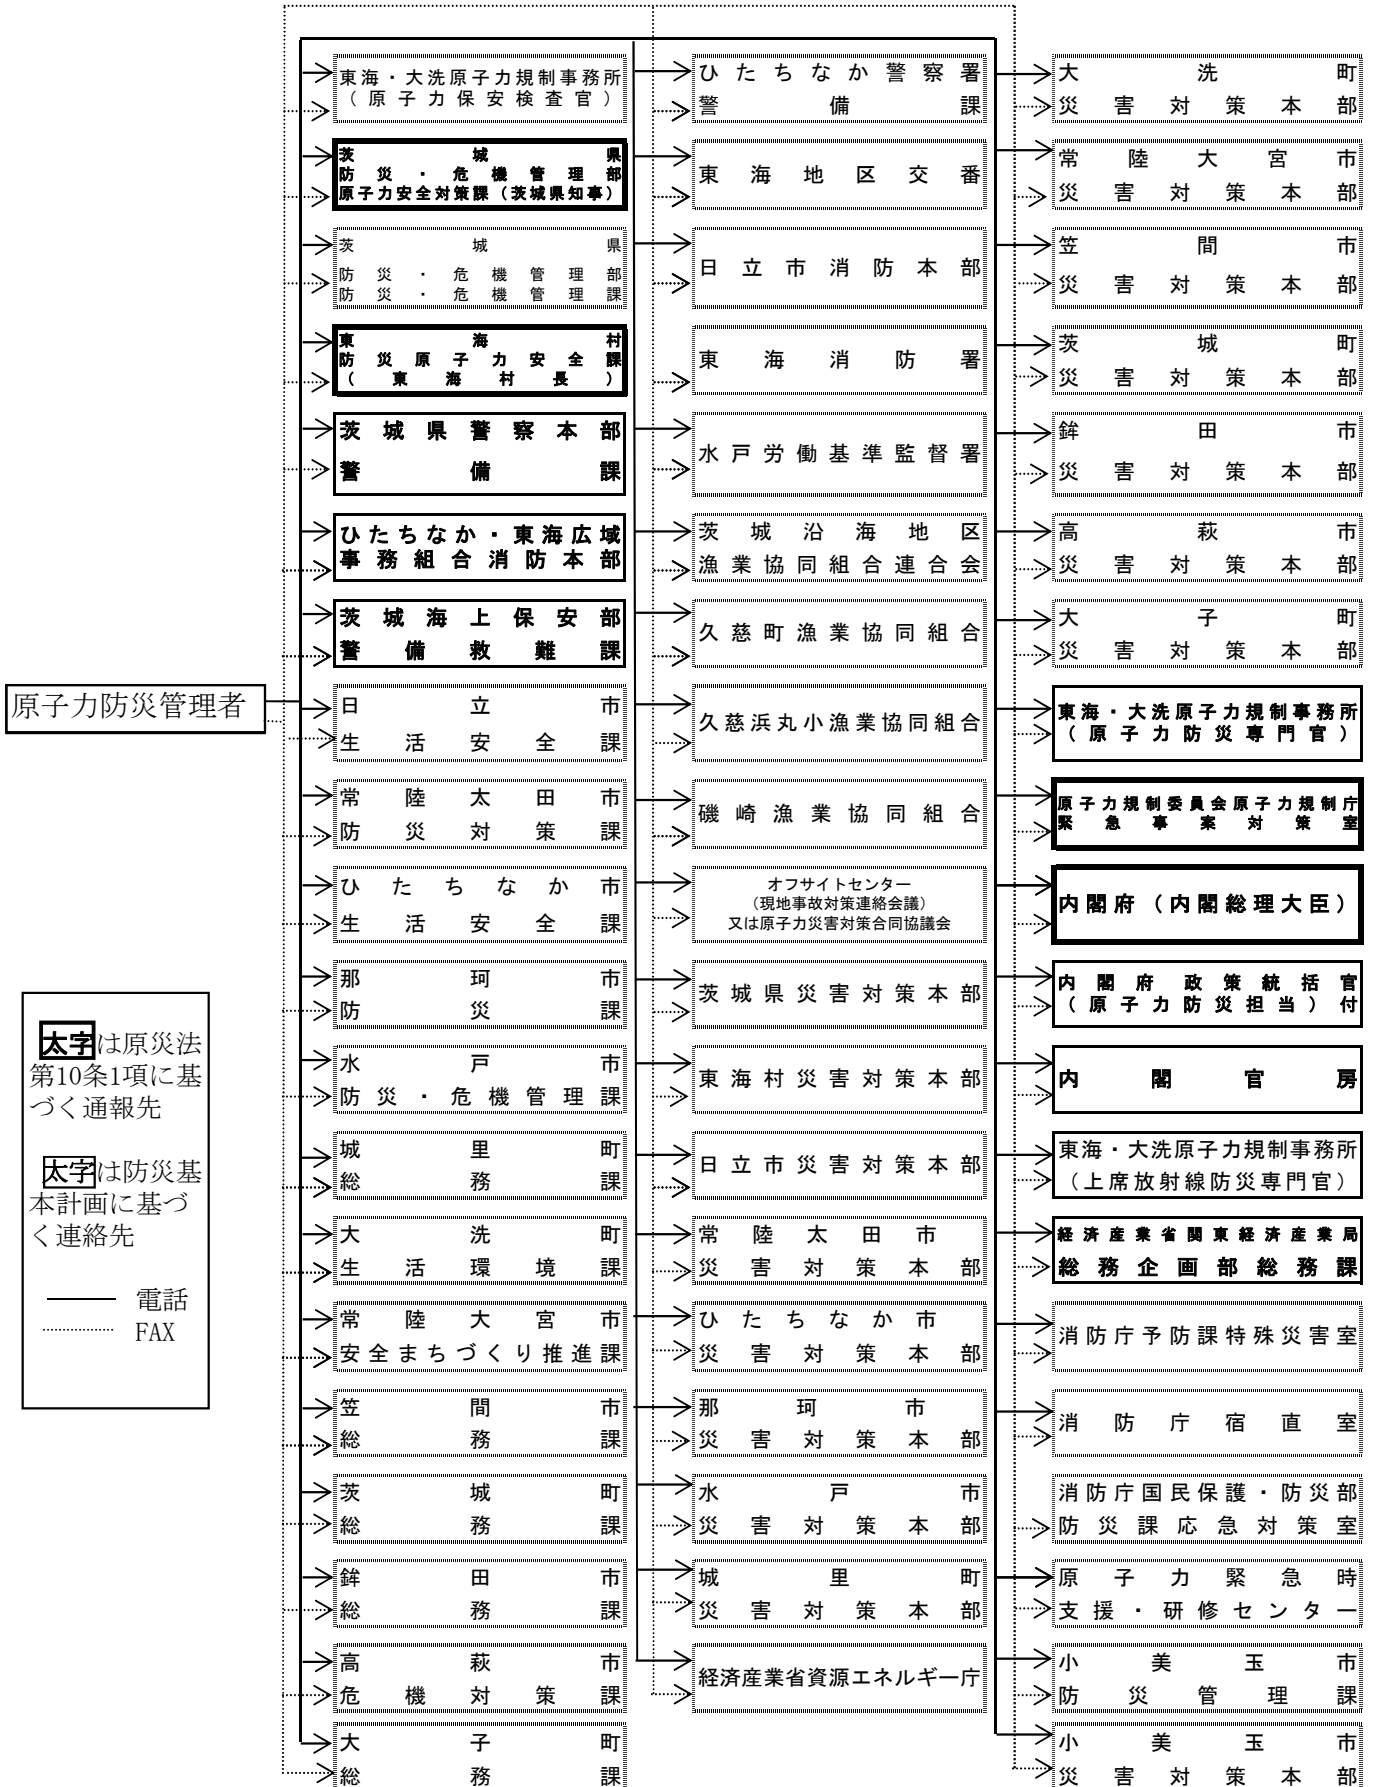 原子力防災管理者
太字は原災法
第10条1項に基
づく通報先
太字は防災基
本計画に基づ
く連絡先
電話
FAX
東海・大洗原子力規制事務所
（原子力保安検査官）
茨城県
防災・危機管理部
原子力安全対策課（茨城県知事）
茨城県
防災・危機管理部
防災・危機管理課
東海村
防災原子力安全課
（東海村長）
茨城県警察本部
警備課
ひたちなか・東海広域
事務組合消防本部
茨城海上保安部
警備救難課
日立市
生活安全課
常陸太田市
防災対策課
ひたちなか市
生活安全課
那珂市
防災課
水戸市
防災・危機管理課
城里町
総務課
大洗町
生活環境課
常陸大宮市
安全まちづくり推進課
笠間市
総務課
茨城町
総務課
鉾田市
総務課
高萩市
危機対策課
大子町
総務課
ひたちなか警察署
警備課
東海地区交番
日立市消防本部
東海消防署
水戸労働基準監督署
茨城沿海地区
漁業協同組合連合会
久慈町漁業協同組合
久慈浜丸小漁業協同組合
磯崎漁業協同組合
オフサイトセンター
（現地事故対策連絡会議）
又は原子力災害対策合同協議会
茨城県災害対策本部
東海村災害対策本部
日立市災害対策本部
常陸太田市
災害対策本部
ひたちなか市
災害対策本部
那珂市
災害対策本部
水戸市
災害対策本部
城里町
災害対策本部
経済産業省資源エネルギー庁
大洗町
災害対策本部
常陸大宮市
災害対策本部
笠間市
災害対策本部
茨城町
災害対策本部
鉾田市
災害対策本部
高萩市
災害対策本部
大子町
災害対策本部
東海・大洗原子力規制事務所
（原子力防災専門官）
原子力規制委員会原子力規制庁
緊急事案対策室
内閣府（内閣総理大臣）
内閣府政策統括官
（原子力防災担当）付
内閣官房
東海・大洗原子力規制事務所
（上席放射線防災専門官）
経済産業省関東経済産業局
総務企画部総務課
消防庁予防課特殊災害室
消防庁宿直室
消防庁国民保護・防災部
防災課応急対策室
原子力緊急時
支援・研修センター
小美玉市
防災管理課
小美玉市
災害対策本部